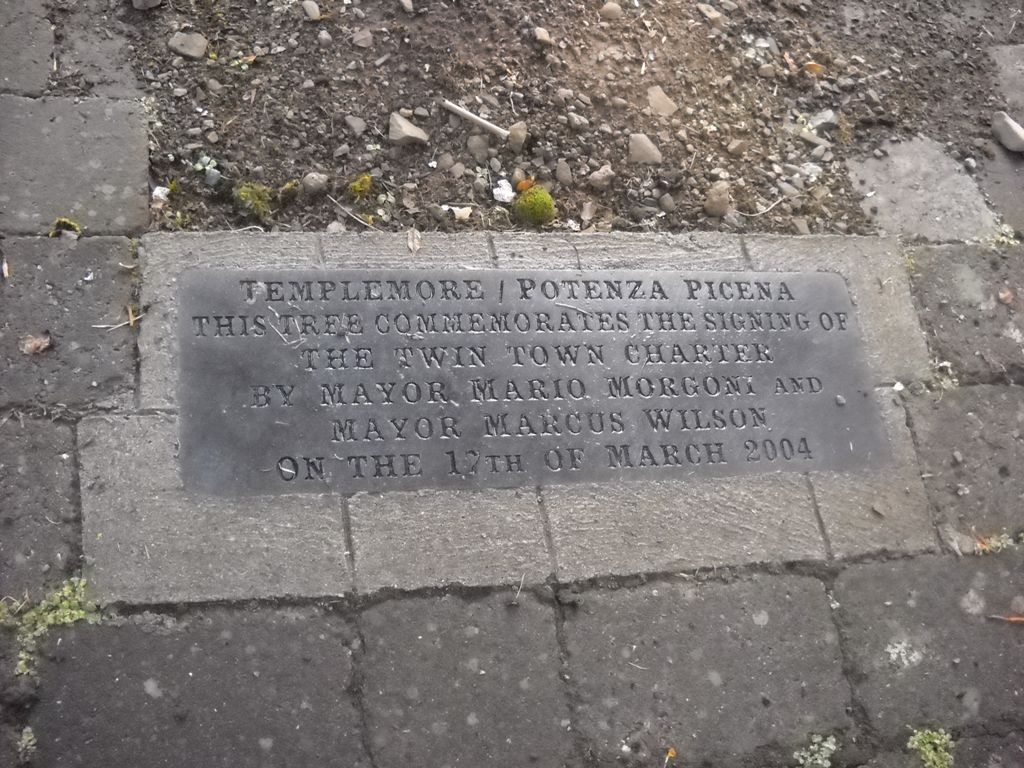 TEMPLEMORE / POTENZA PICENA
THIS TREE COMMEMORATES THE SIGNING OF
THE TWIN TOWN CHARTER
BY MAYOR MARIO MORGONI AND
MAYOR MARCUS WILSON
ON THE 17TH OF MARCH 2004